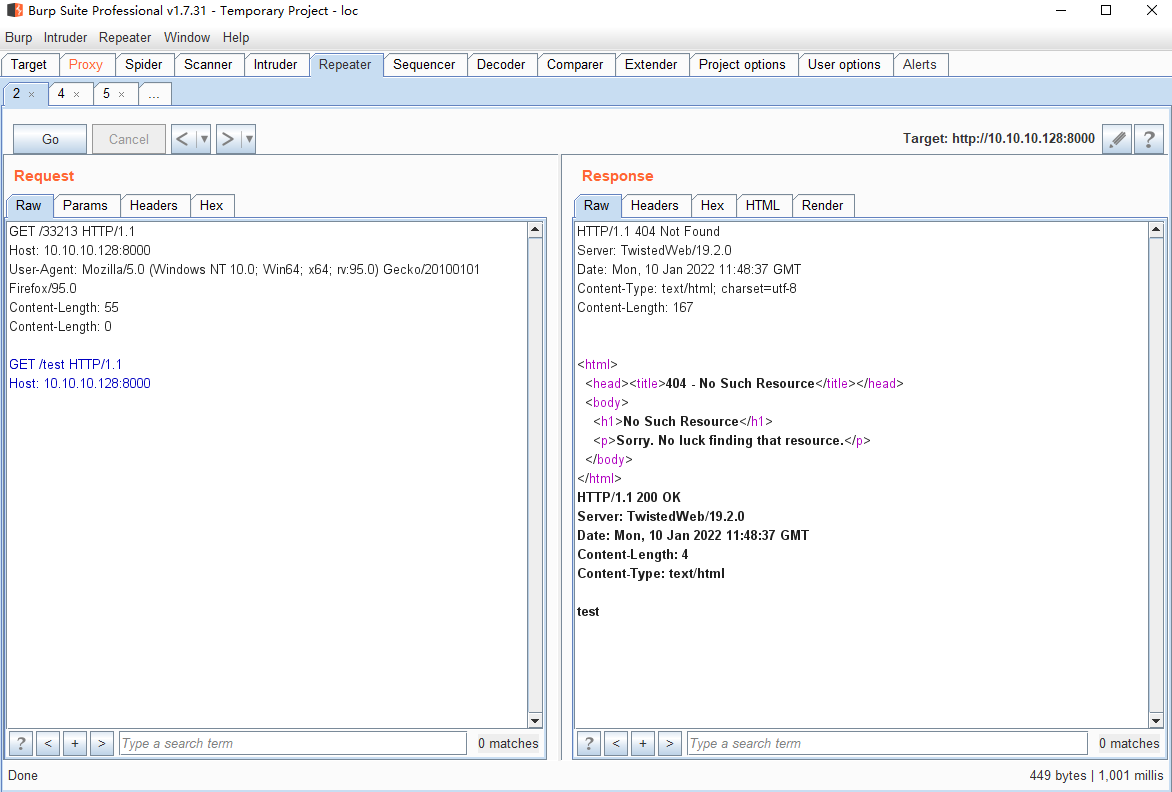 Burp Suite Professional v1.7.31 - Temporary Project - loc
Burp Intruder Repeater Window Help
Target Proxy Spider Scanner Intruder Repeater Sequencer Decoder Comparer Extender Project options User options Alerts
2 × 4 × 5 × ...
Go Cancel < ▼ > ▼ Target: http://10.10.10.128:8000 ?
Request
Raw Params Headers Hex
GET /33213 HTTP/1.1
Host: 10.10.10.128:8000
User-Agent: Mozilla/5.0 (Windows NT 10.0; Win64; x64; rv:95.0) Gecko/20100101
Firefox/95.0
Content-Length: 55
Content-Length: 0

GET /test HTTP/1.1
Host: 10.10.10.128:8000
? < + > Type a search term 0 matches
Response
Raw Headers Hex HTML Render
HTTP/1.1 404 Not Found
Server: TwistedWeb/19.2.0
Date: Mon, 10 Jan 2022 11:48:37 GMT
Content-Type: text/html; charset=utf-8
Content-Length: 167

<html>
  <head><title>404 - No Such Resource</title></head>
  <body>
    <h1>No Such Resource</h1>
    <p>Sorry. No luck finding that resource.</p>
  </body>
</html>
HTTP/1.1 200 OK
Server: TwistedWeb/19.2.0
Date: Mon, 10 Jan 2022 11:48:37 GMT
Content-Length: 4
Content-Type: text/html

test
? < + > Type a search term 0 matches
Done 449 bytes | 1,001 millis